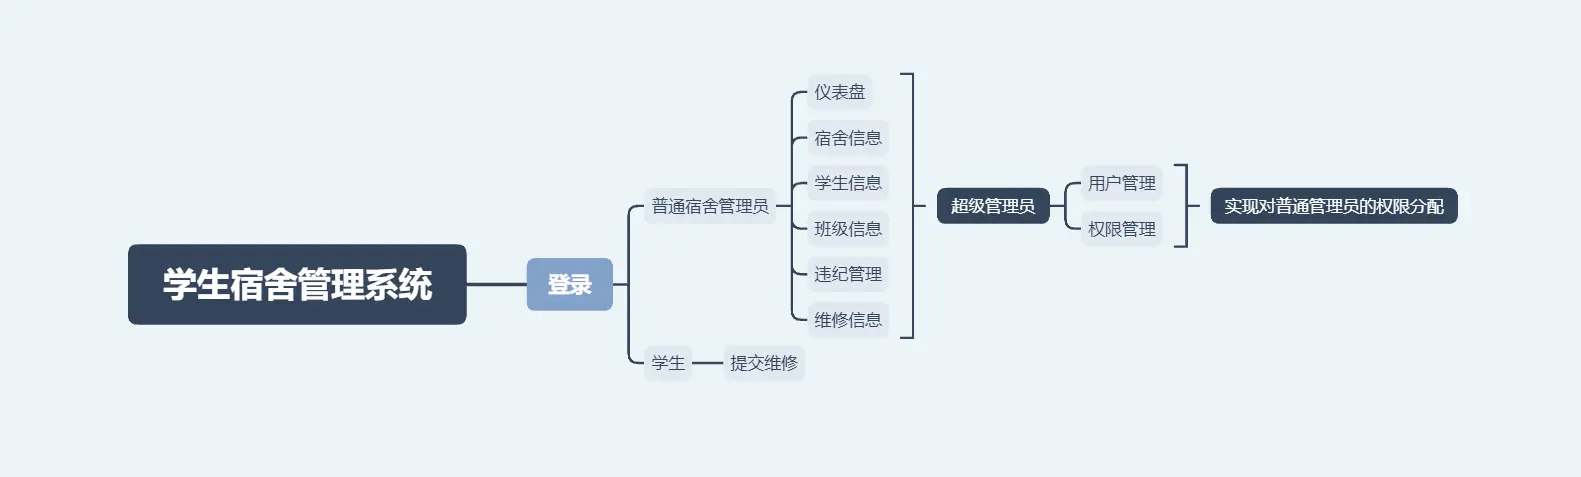 学生宿舍管理系统
登录
普通宿舍管理员
仪表盘
宿舍信息
学生信息
班级信息
违纪管理
维修信息
超级管理员
用户管理
权限管理
实现对普通管理员的权限分配
学生
提交维修